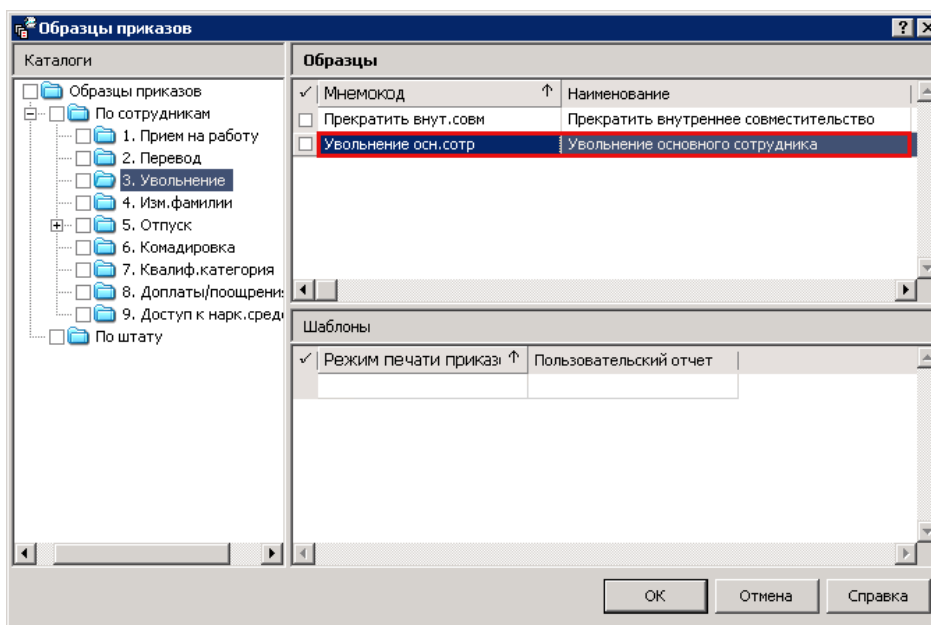 Образцы приказов
Каталоги
Образцы приказов
По сотрудникам
1. Прием на работу
2. Перевод
3. Увольнение
4. Изм.фамилии
5. Отпуск
6. Комадировка
7. Квалиф.категория
8. Доплаты/поощрени
9. Доступ к нарк.сред
По штату
Образцы
Мнемокод Наименование
Прекратить внут.совм Прекратить внутреннее совместительство
Увольнение осн.сотр Увольнение основного сотрудника
Шаблоны
Режим печати приказ Пользовательский отчет
ОК Отмена Справка